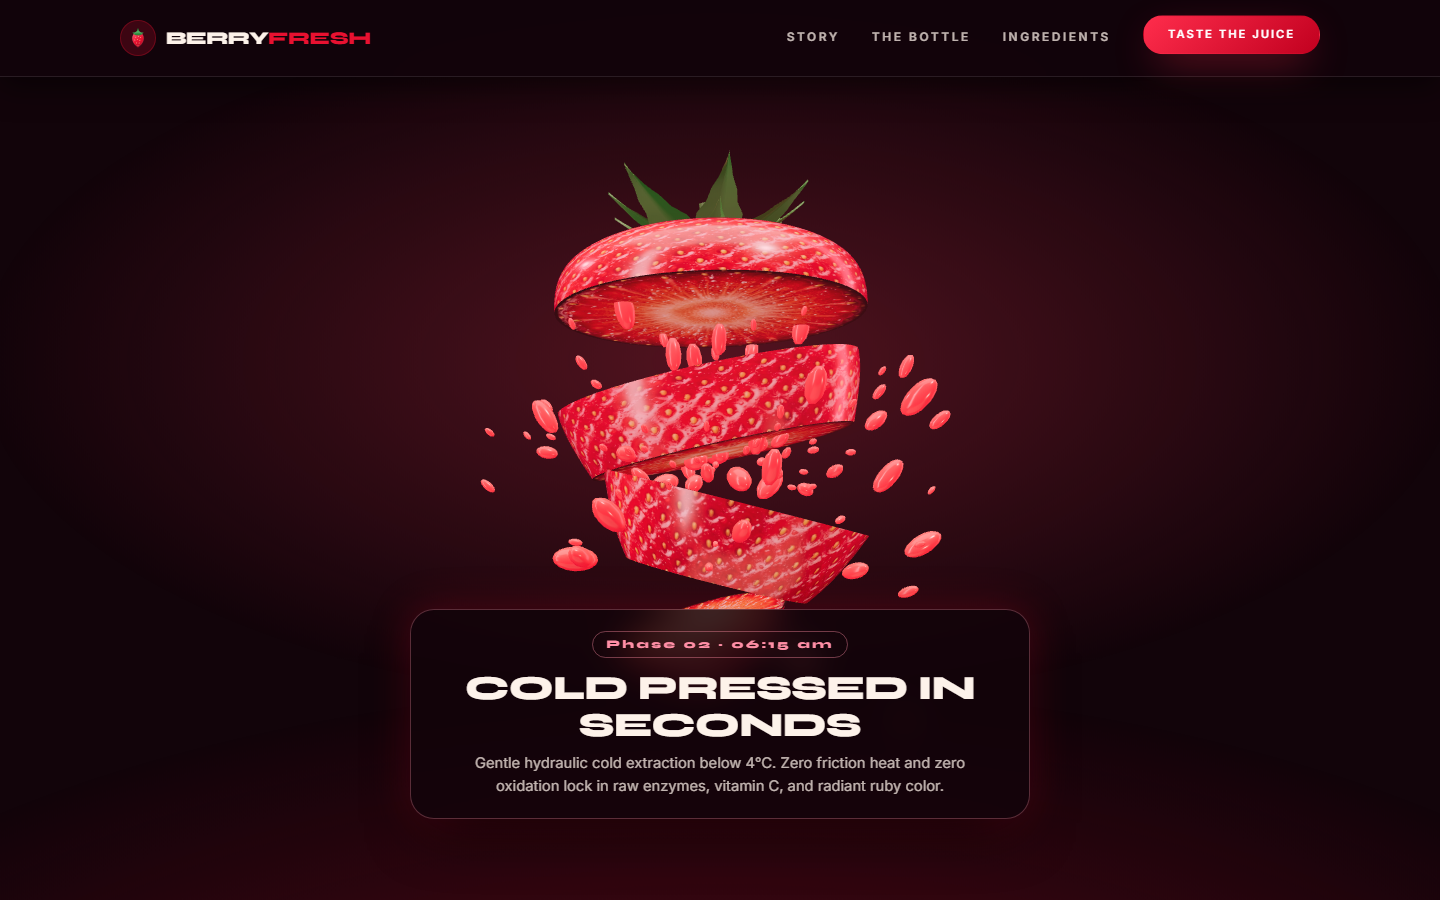 BERRYFRESH
STORY
THE BOTTLE
INGREDIENTS
TASTE THE JUICE
Phase 02 · 06:15 am
COLD PRESSED IN
SECONDS
Gentle hydraulic cold extraction below 4°C. Zero friction heat and zero
oxidation lock in raw enzymes, vitamin C, and radiant ruby color.